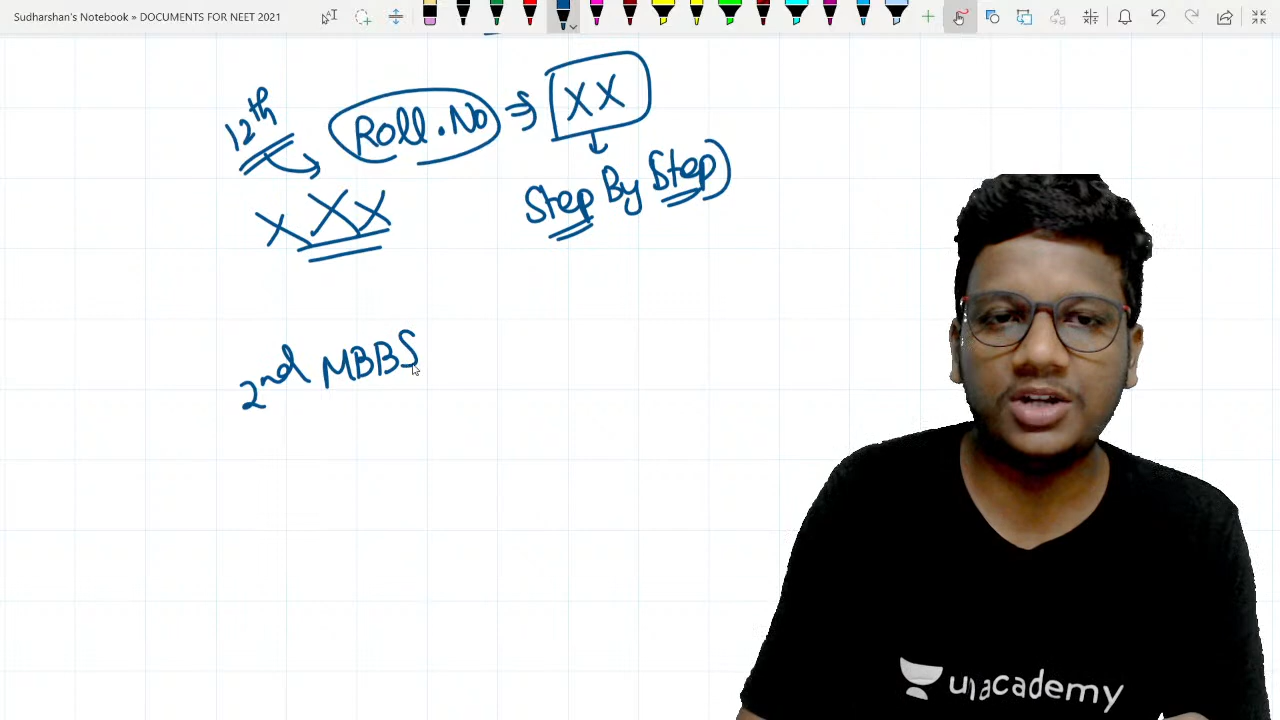 Sudharshan's Notebook » DOCUMENTS FOR NEET 2021
12th
Roll.No ⇒ XX
XXX
Step By Step)
2nd MBBS
unacademy